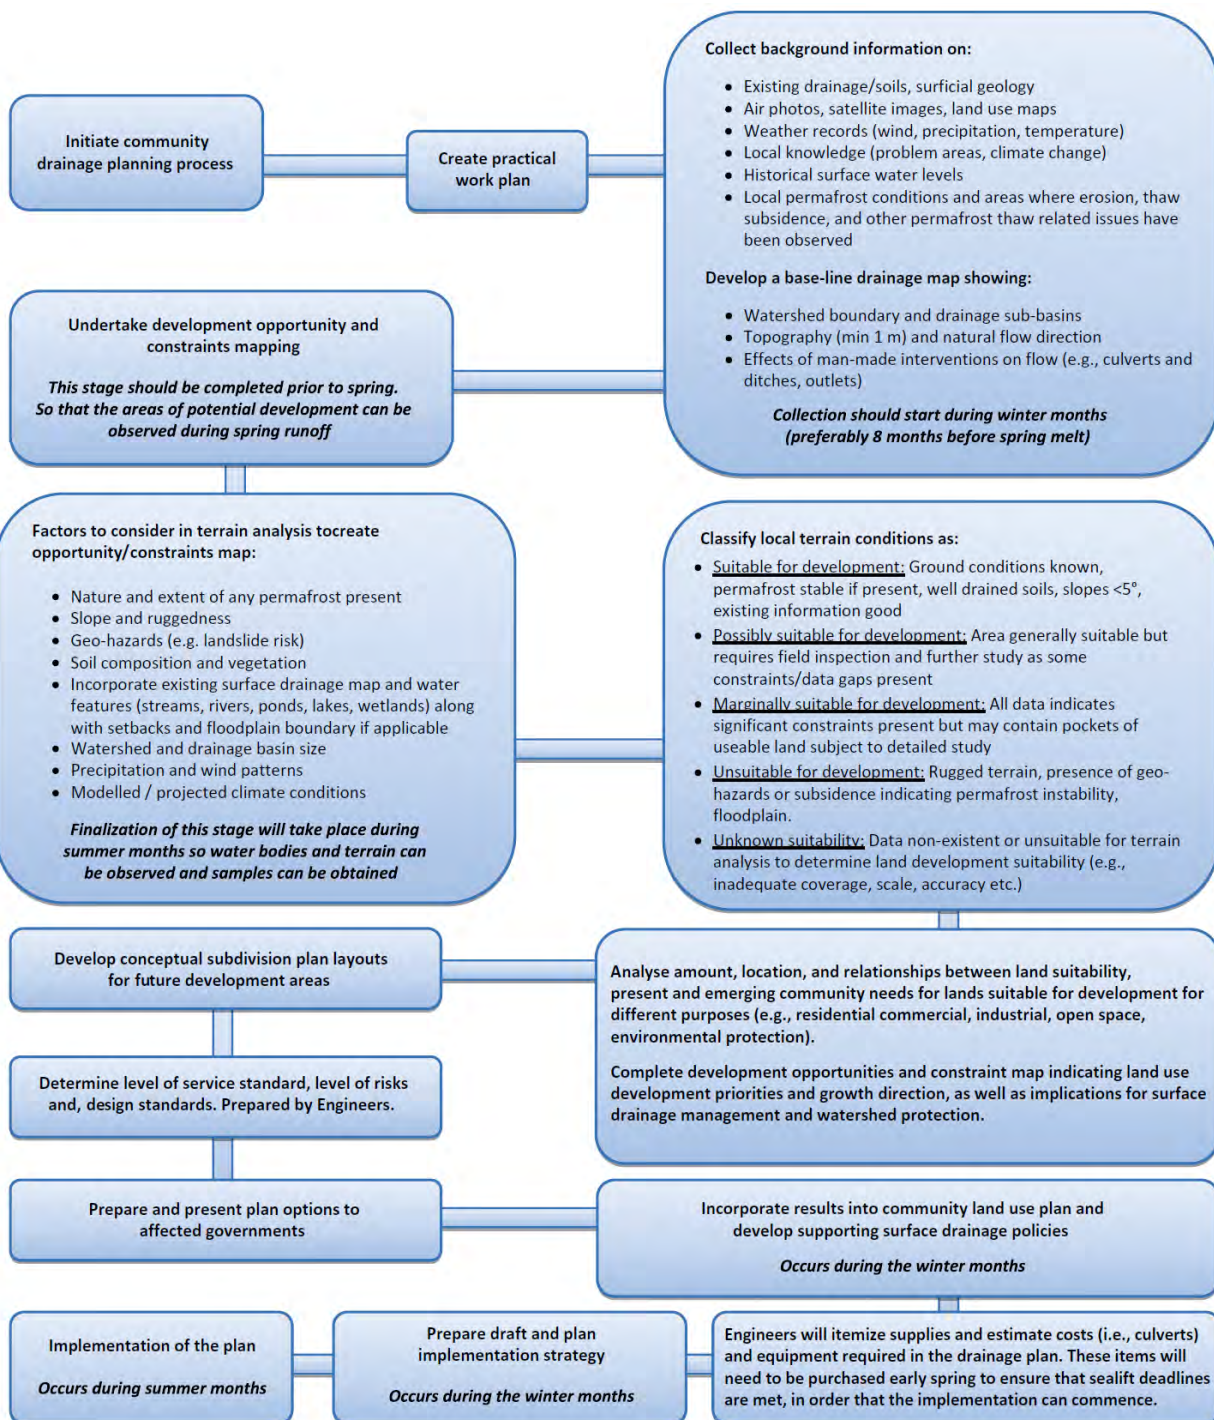 Initiate community
drainage planning process
Create practical
work plan
Collect background information on:
• Existing drainage/soils, surficial geology
• Air photos, satellite images, land use maps
• Weather records (wind, precipitation, temperature)
• Local knowledge (problem areas, climate change)
• Historical surface water levels
• Local permafrost conditions and areas where erosion, thaw
subsidence, and other permafrost thaw related issues have
been observed
Develop a base-line drainage map showing:
• Watershed boundary and drainage sub-basins
• Topography (min 1 m) and natural flow direction
• Effects of man-made interventions on flow (e.g., culverts and
ditches, outlets)
Collection should start during winter months
(preferably 8 months before spring melt)
Undertake development opportunity and
constraints mapping
This stage should be completed prior to spring.
So that the areas of potential development can be
observed during spring runoff
Factors to consider in terrain analysis tocreate
opportunity/constraints map:
• Nature and extent of any permafrost present
• Slope and ruggedness
• Geo-hazards (e.g. landslide risk)
• Soil composition and vegetation
• Incorporate existing surface drainage map and water
features (streams, rivers, ponds, lakes, wetlands) along
with setbacks and floodplain boundary if applicable
• Watershed and drainage basin size
• Precipitation and wind patterns
• Modelled / projected climate conditions
Finalization of this stage will take place during
summer months so water bodies and terrain can
be observed and samples can be obtained
Classify local terrain conditions as:
• Suitable for development: Ground conditions known,
permafrost stable if present, well drained soils, slopes <5°,
existing information good
• Possibly suitable for development: Area generally suitable but
requires field inspection and further study as some
constraints/data gaps present
• Marginally suitable for development: All data indicates
significant constraints present but may contain pockets of
useable land subject to detailed study
• Unsuitable for development: Rugged terrain, presence of geo-
hazards or subsidence indicating permafrost instability,
floodplain.
• Unknown suitability: Data non-existent or unsuitable for terrain
analysis to determine land development suitability (e.g.,
inadequate coverage, scale, accuracy etc.)
Analyse amount, location, and relationships between land suitability,
present and emerging community needs for lands suitable for development for
different purposes (e.g., residential commercial, industrial, open space,
environmental protection).
Complete development opportunities and constraint map indicating land use
development priorities and growth direction, as well as implications for surface
drainage management and watershed protection.
Develop conceptual subdivision plan layouts
for future development areas
Determine level of service standard, level of risks
and, design standards. Prepared by Engineers.
Prepare and present plan options to
affected governments
Incorporate results into community land use plan and
develop supporting surface drainage policies
Occurs during the winter months
Engineers will itemize supplies and estimate costs (i.e., culverts)
and equipment required in the drainage plan. These items will
need to be purchased early spring to ensure that sealift deadlines
are met, in order that the implementation can commence.
Prepare draft and plan
implementation strategy
Occurs during the winter months
Implementation of the plan
Occurs during summer months